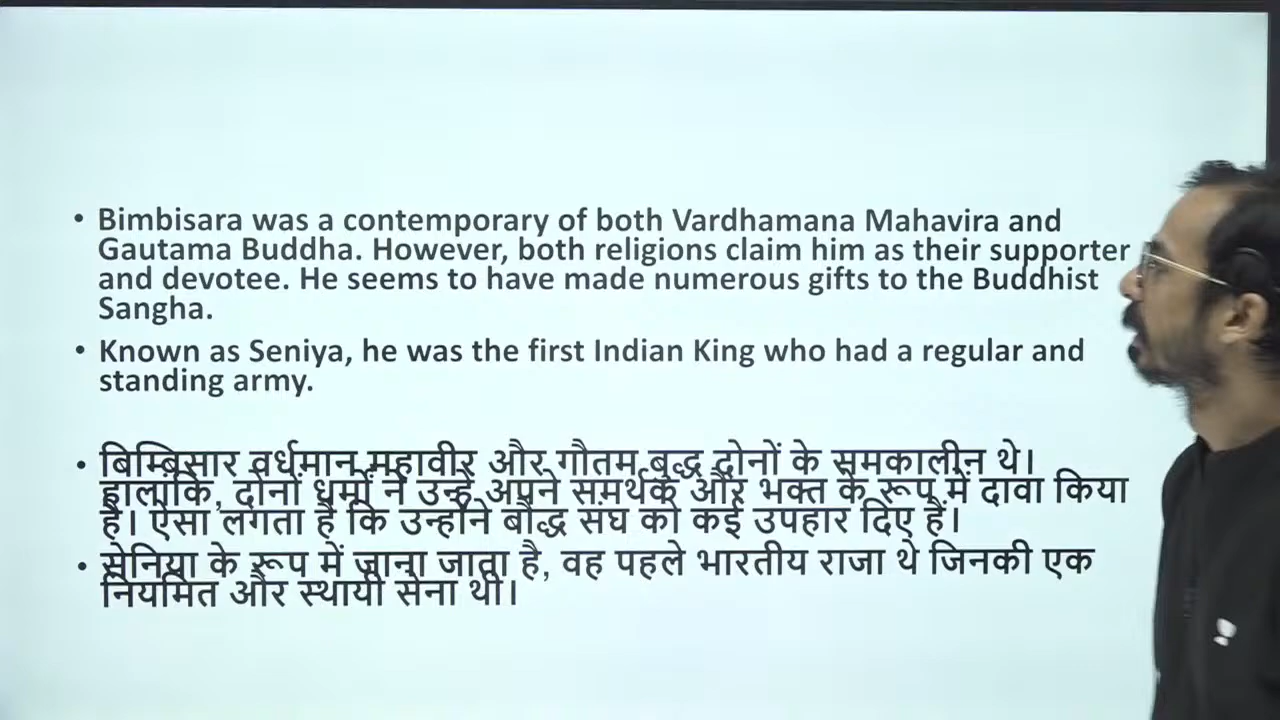 • Bimbisara was a contemporary of both Vardhamana Mahavira and
Gautama Buddha. However, both religions claim him as their supporter
and devotee. He seems to have made numerous gifts to the Buddhist
Sangha.
• Known as Seniya, he was the first Indian King who had a regular and
standing army.
• बिम्बिसार वर्धमान महावीर और गौतम बुद्ध दोनों के समकालीन थे।
हालांकि, दोनों धर्मों ने उन्हें अपने समर्थक और भक्त के रूप में दावा किया
है। ऐसा लगता है कि उन्होंने बौद्ध संघ को कई उपहार दिए हैं।
• सेनिया के रूप में जाना जाता है, वह पहले भारतीय राजा थे जिनकी एक
नियमित और स्थायी सेना थी।